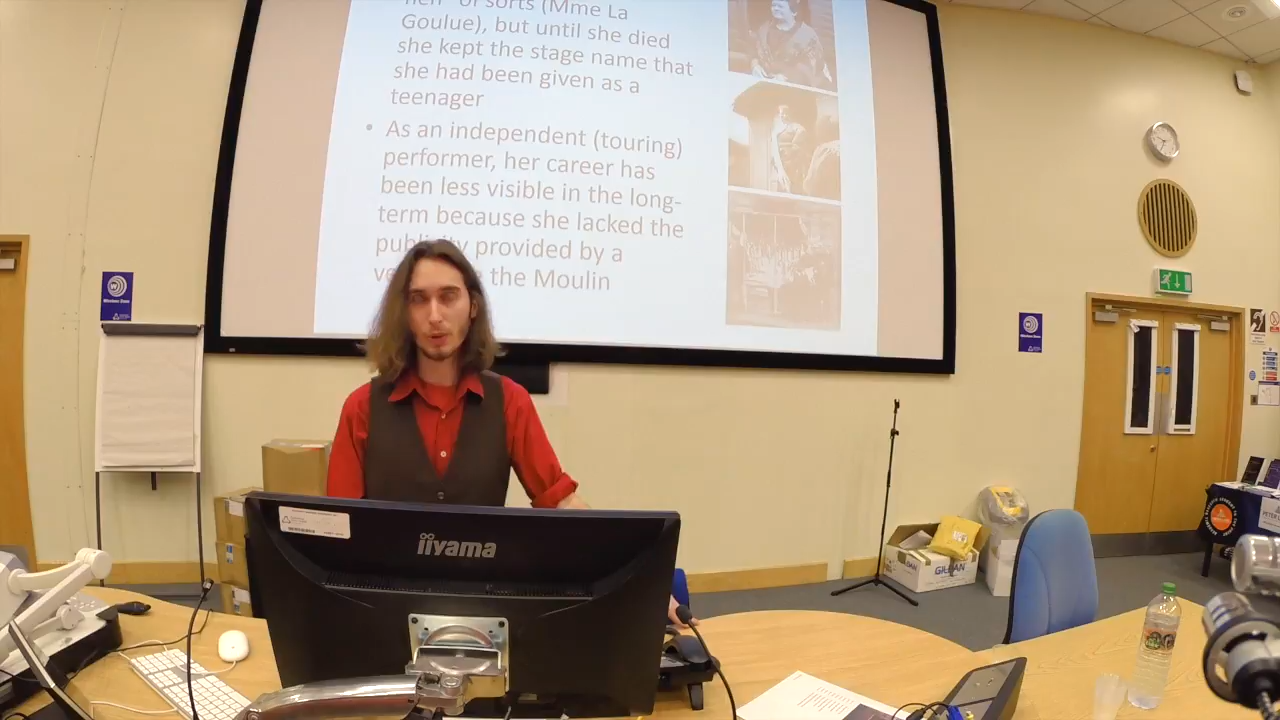 of sorts (Mme La
Goulue), but until she died
she kept the stage name that
she had been given as a
teenager
• As an independent (touring)
performer, her career has
been less visible in the long-
term because she lacked the
publicity provided by a
the Moulin
iiyama